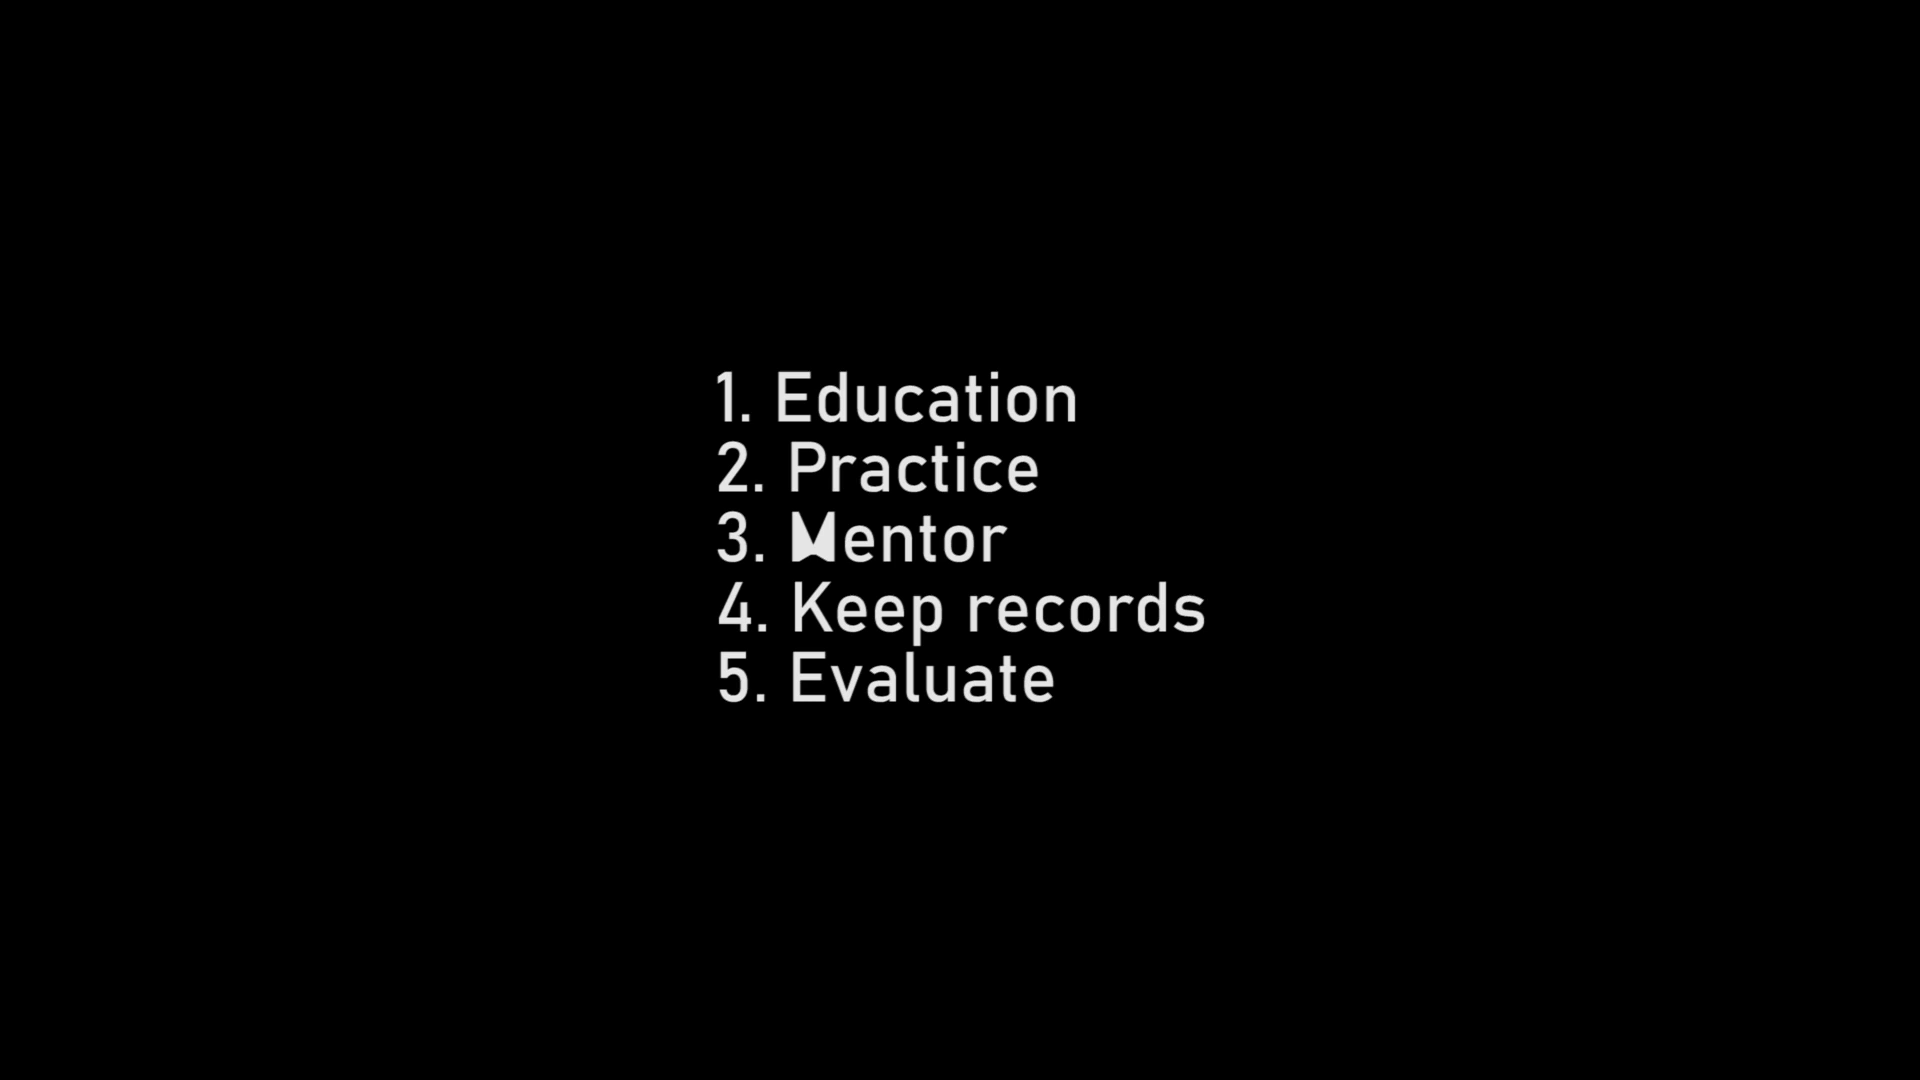 1. Education
2. Practice
3. Mentor
4. Keep records
5. Evaluate